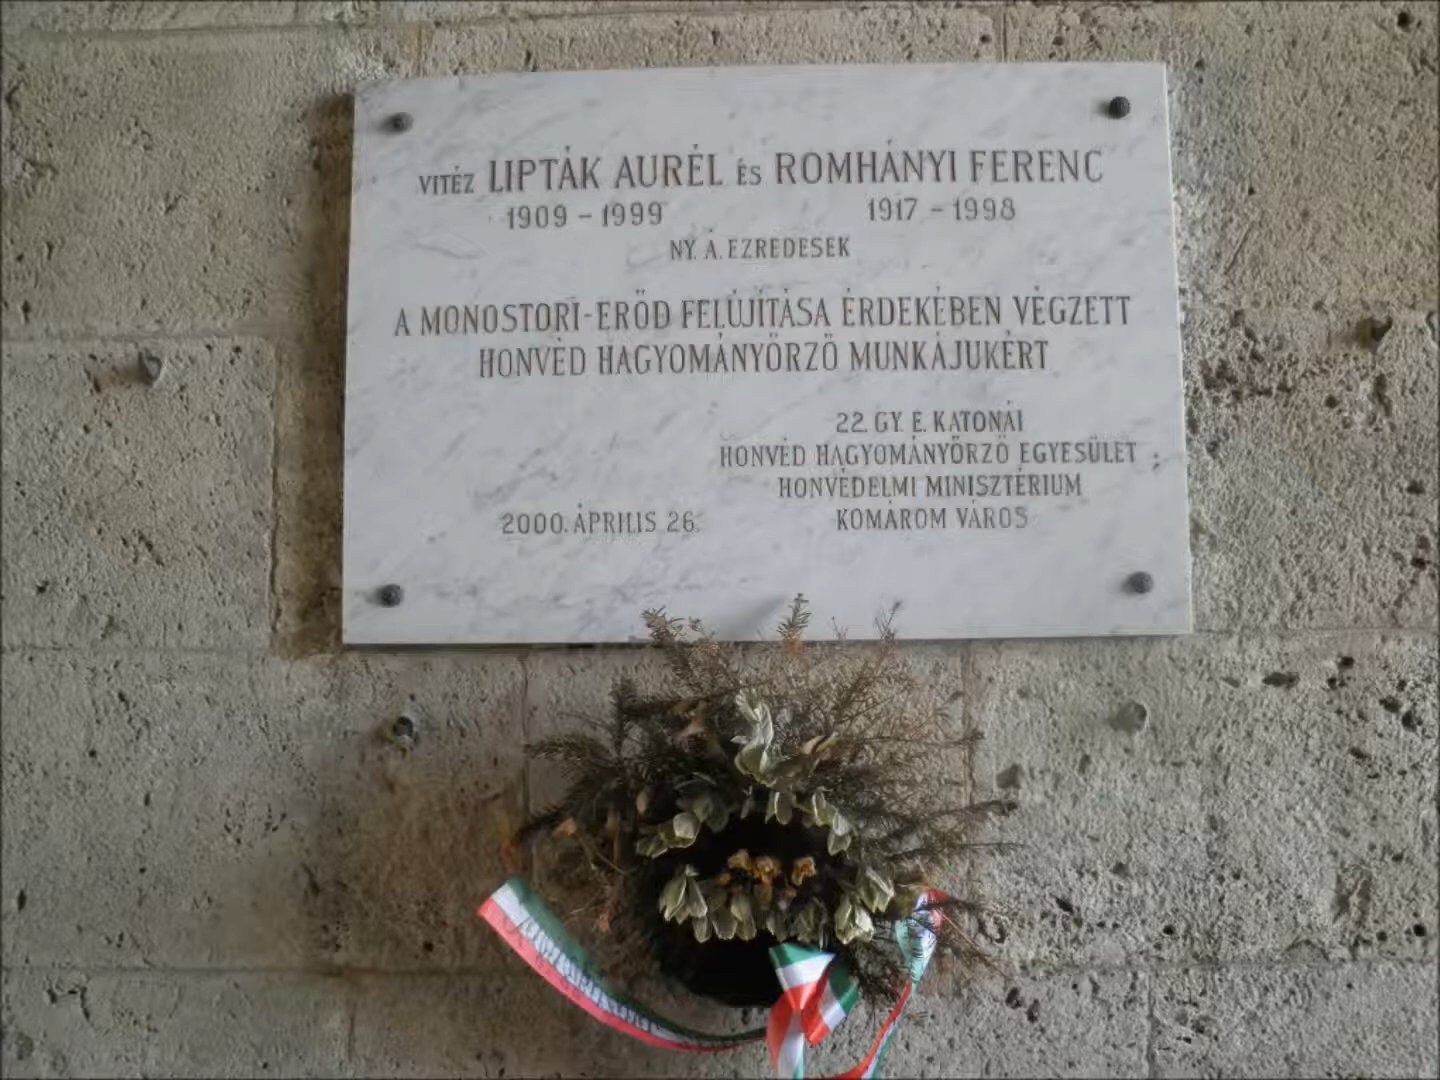 VITÉZ LIPTÁK AURÉL ÉS ROMHÁNYI FERENC
1909 - 1999 1917 - 1998
NY. Á. EZREDESEK
A MONOSTORI-ERŐD FELÚJÍTÁSA ÉRDEKÉBEN VÉGZETT
HONVÉD HAGYOMÁNYŐRZŐ MUNKÁJUKÉRT
22. GY. E. KATONÁI
HONVÉD HAGYOMÁNYŐRZŐ EGYESÜLET
HONVÉDELMI MINISZTÉRIUM
2000. ÁPRILIS 26. KOMÁROM VÁROS